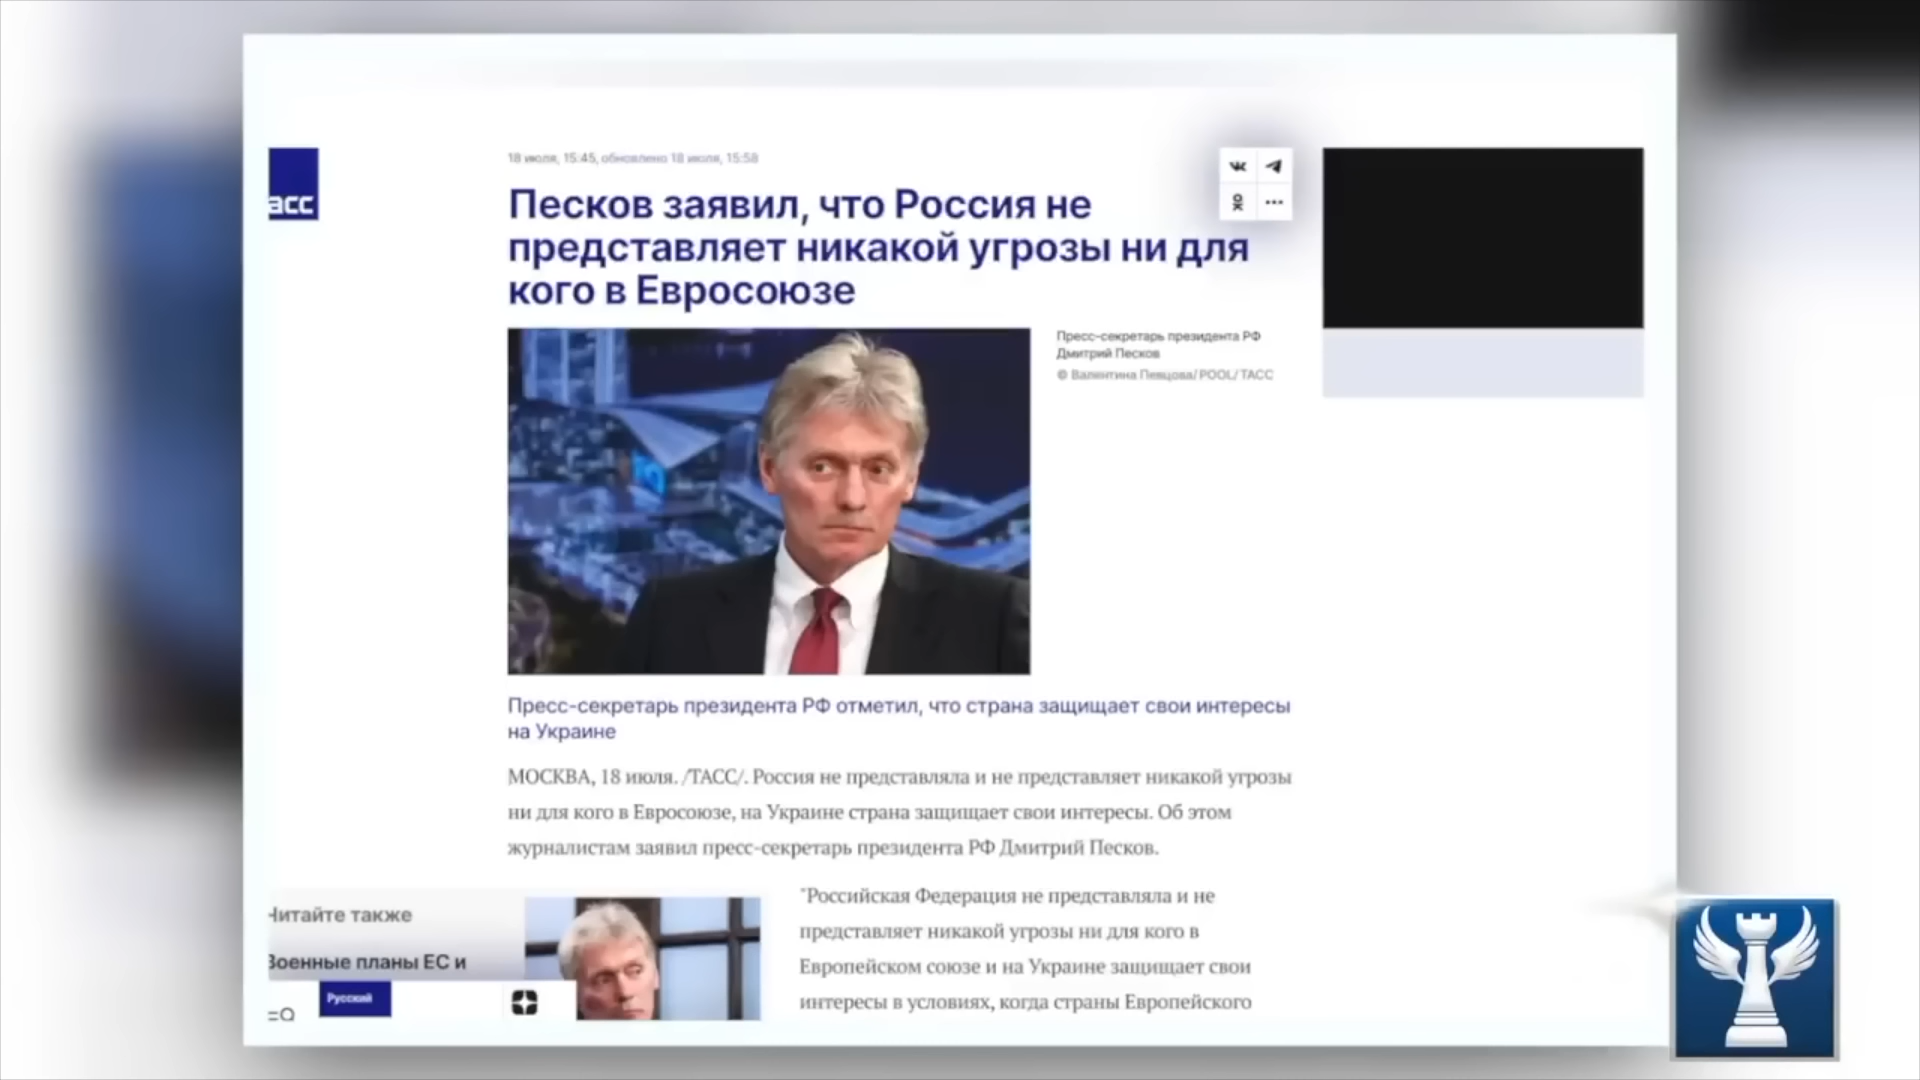 асс
18 июля, 15:45, обновлено 18 июля, 15:58
Песков заявил, что Россия не
представляет никакой угрозы ни для
кого в Евросоюзе
Пресс-секретарь президента РФ
Дмитрий Песков
© Валентина Певцова/POOL/ТАСС
Пресс-секретарь президента РФ отметил, что страна защищает свои интересы
на Украине
МОСКВА, 18 июля. /ТАСС/. Россия не представляла и не представляет никакой угрозы
ни для кого в Евросоюзе, на Украине страна защищает свои интересы. Об этом
журналистам заявил пресс-секретарь президента РФ Дмитрий Песков.
Читайте также
Военные планы ЕС и
Русский
"Российская Федерация не представляла и не
представляет никакой угрозы ни для кого в
Европейском союзе и на Украине защищает свои
интересы в условиях, когда страны Европейского